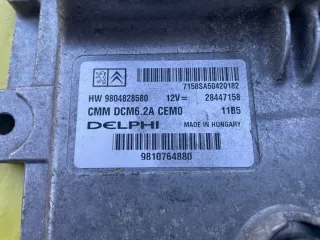 7158SA50420182
HW 9804828580 12V= 28447158
CMM DCM6.2A CEM0 11B5
DELPHI MADE IN HUNGARY
9810764880